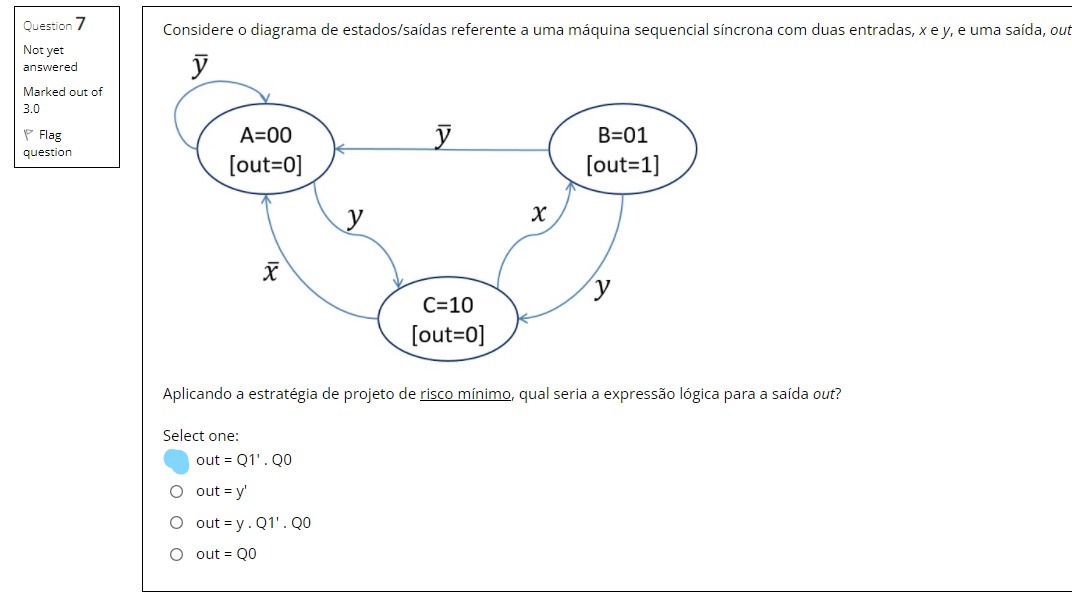 Question 7
Not yet
answered
Marked out of
3.0
Flag
question
Considere o diagrama de estados/saídas referente a uma máquina sequencial síncrona com duas entradas, x e y, e uma saída, out
ȳ
A=00
[out=0]
ȳ
B=01
[out=1]
y
x
x̄
y
C=10
[out=0]
Aplicando a estratégia de projeto de risco mínimo, qual seria a expressão lógica para a saída out?
Select one:
out = Q1' . Q0
out = y'
out = y . Q1' . Q0
out = Q0